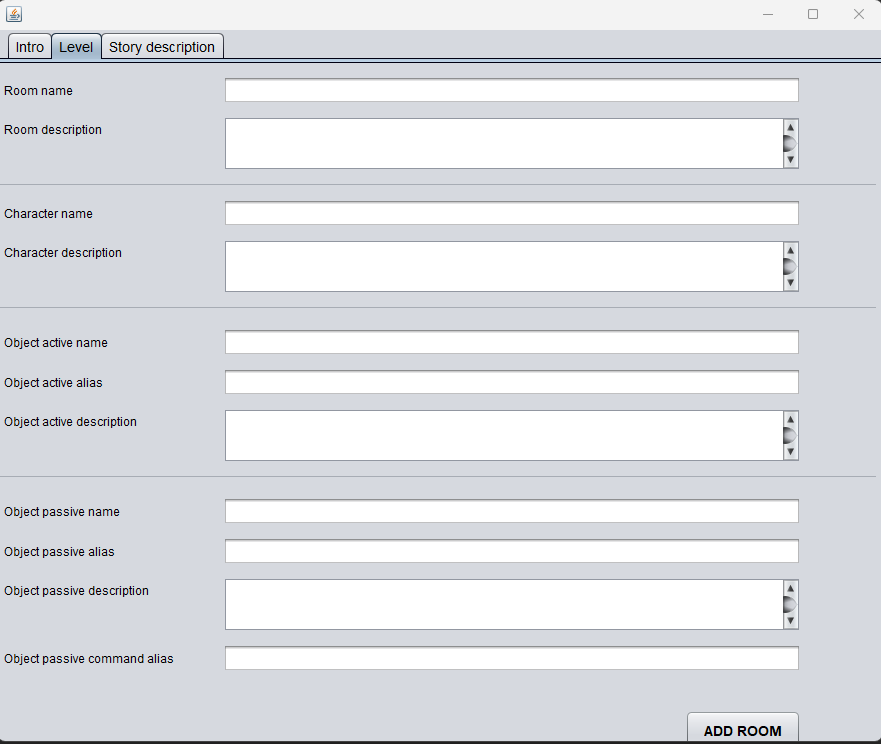 Intro Level Story description
Room name
Room description
Character name
Character description
Object active name
Object active alias
Object active description
Object passive name
Object passive alias
Object passive description
Object passive command alias
ADD ROOM